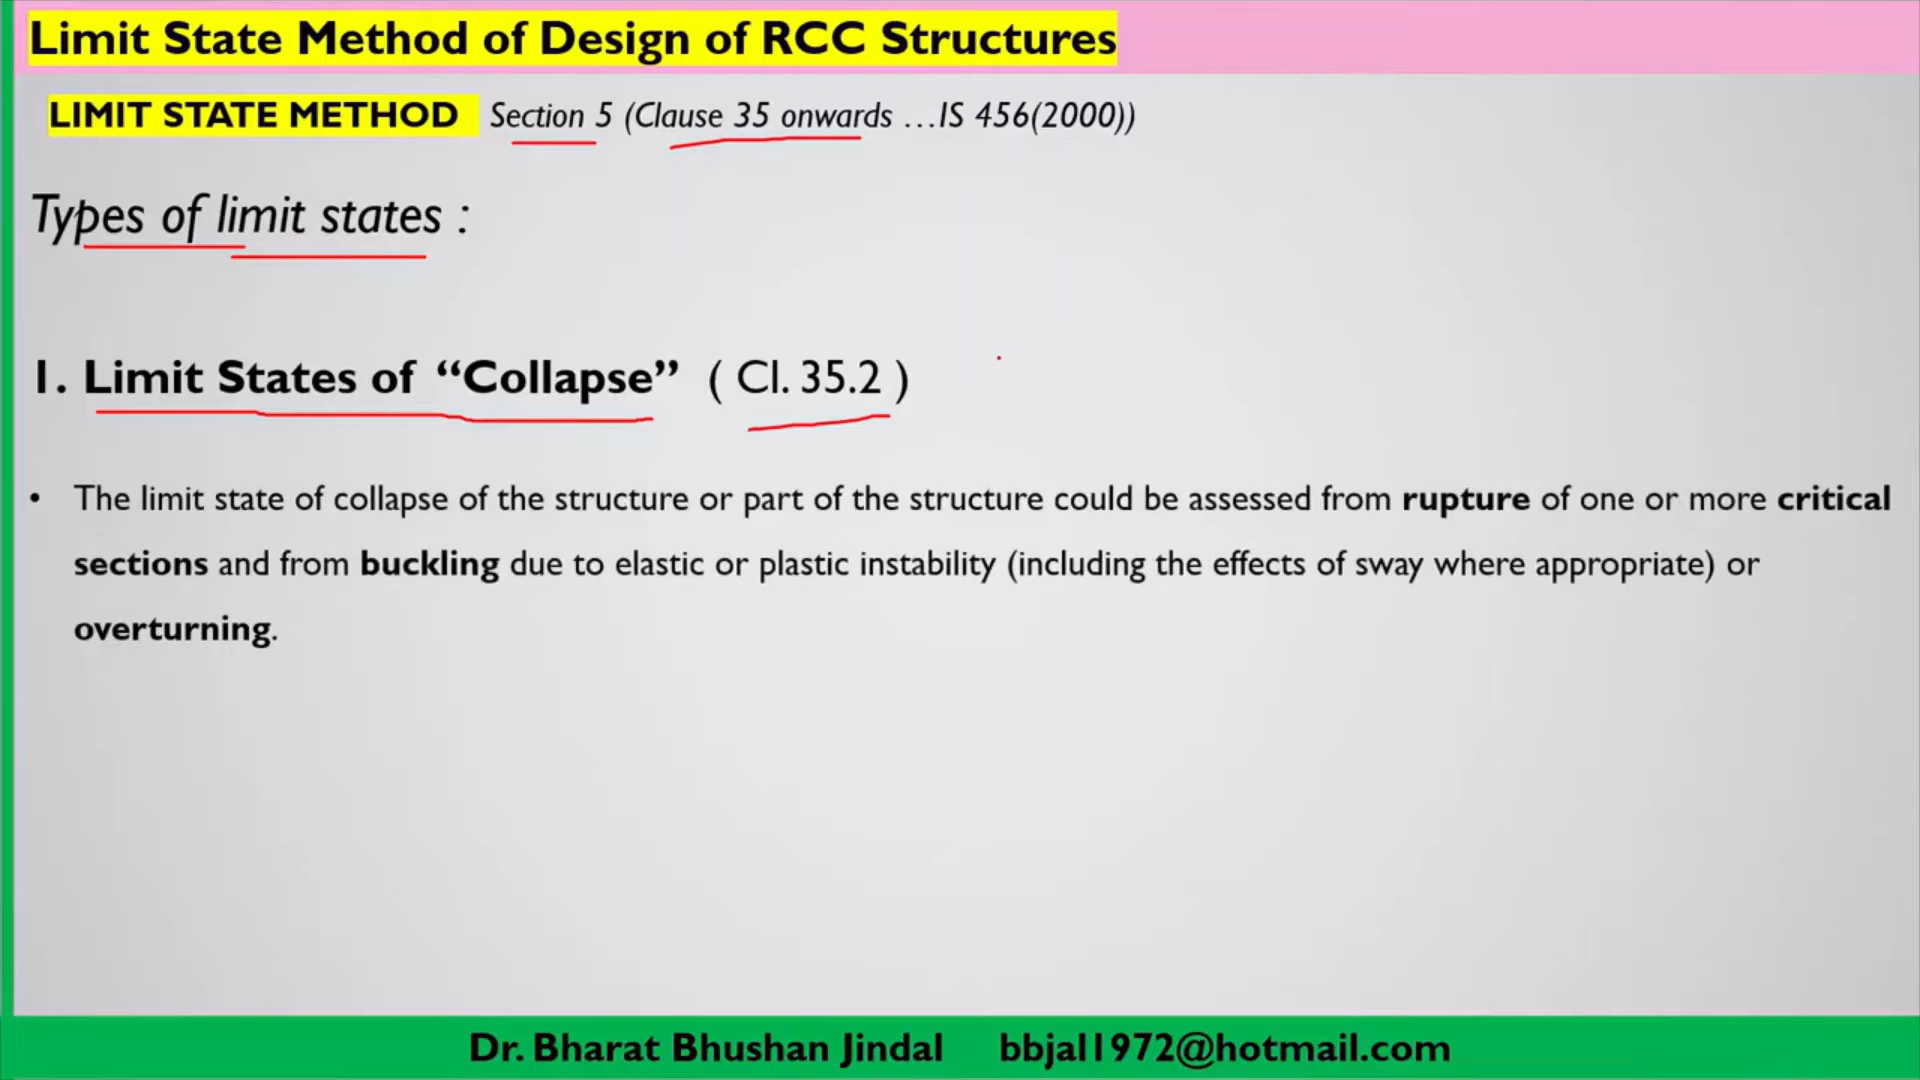 Limit State Method of Design of RCC Structures
LIMIT STATE METHOD Section 5 (Clause 35 onwards ...IS 456(2000))
Types of limit states :
1. Limit States of “Collapse” ( Cl. 35.2 )
• The limit state of collapse of the structure or part of the structure could be assessed from rupture of one or more critical
sections and from buckling due to elastic or plastic instability (including the effects of sway where appropriate) or
overturning.
Dr. Bharat Bhushan Jindal bbjal1972@hotmail.com